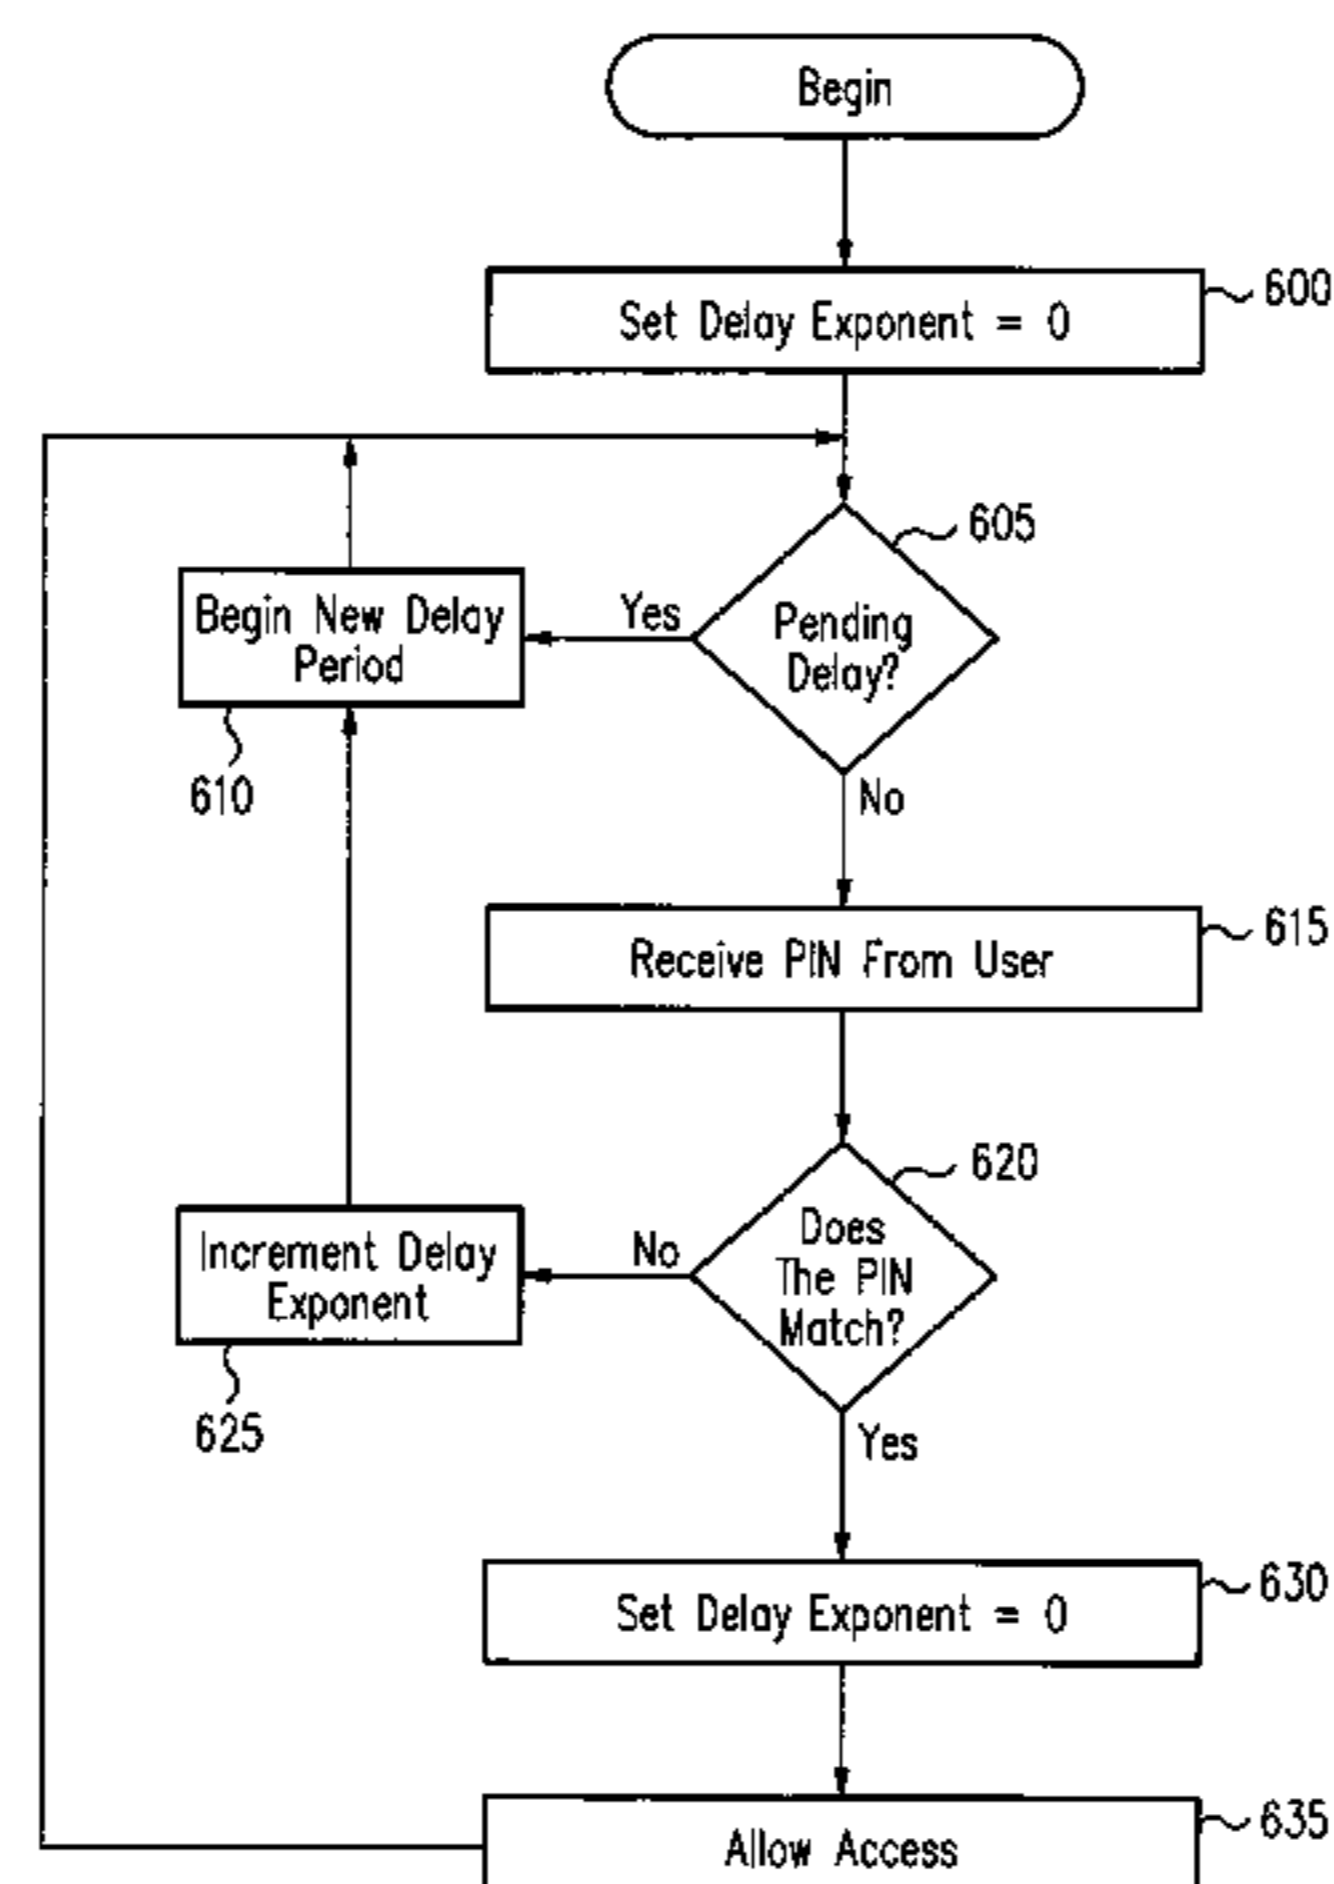 Begin
Set Delay Exponent = 0
600
605
Pending
Delay?
Yes
Begin New Delay
Period
610
No
Receive PIN From User
615
620
Does
The PIN
Match?
No
Increment Delay
Exponent
625
Yes
Set Delay Exponent = 0
630
Allow Access
635